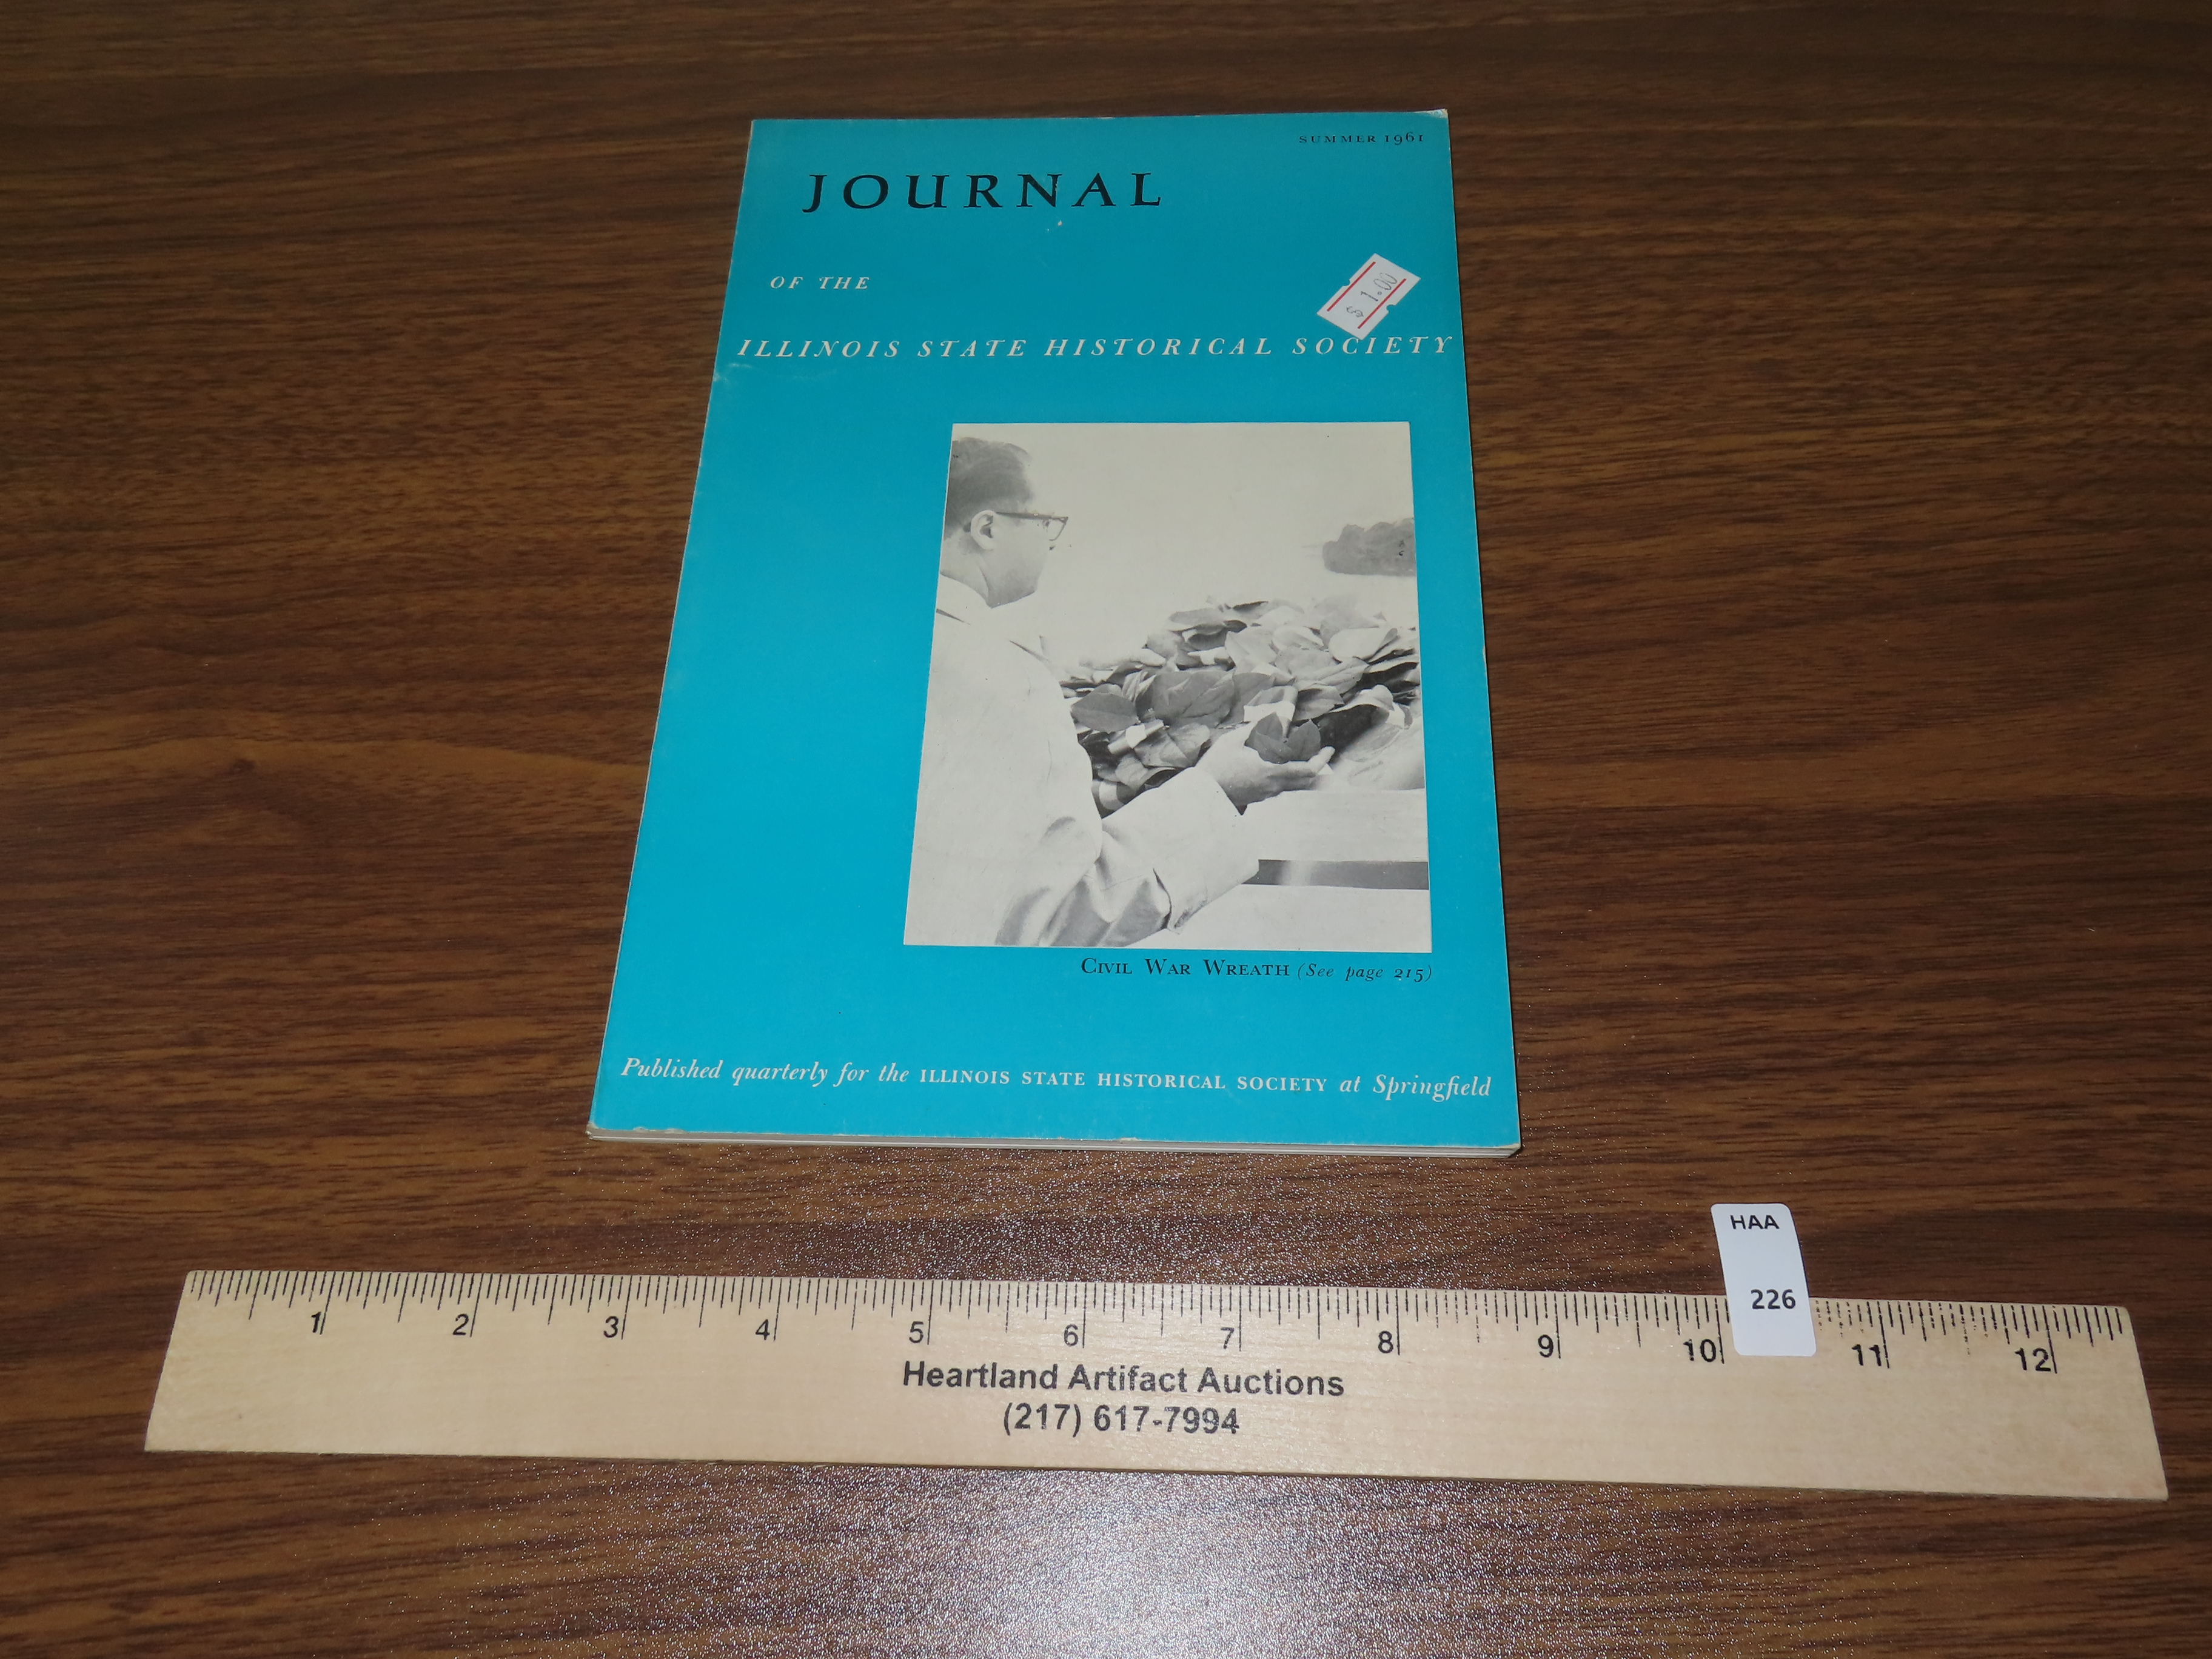 SUMMER 1961
JOURNAL
OF THE
$ 1.00
ILLINOIS STATE HISTORICAL SOCIETY
CIVIL WAR WREATH (See page 215)
Published quarterly for the ILLINOIS STATE HISTORICAL SOCIETY at Springfield
HAA
226
1 2 3 4 5 6 7 8 9 10 11 12
Heartland Artifact Auctions
(217) 617-7994